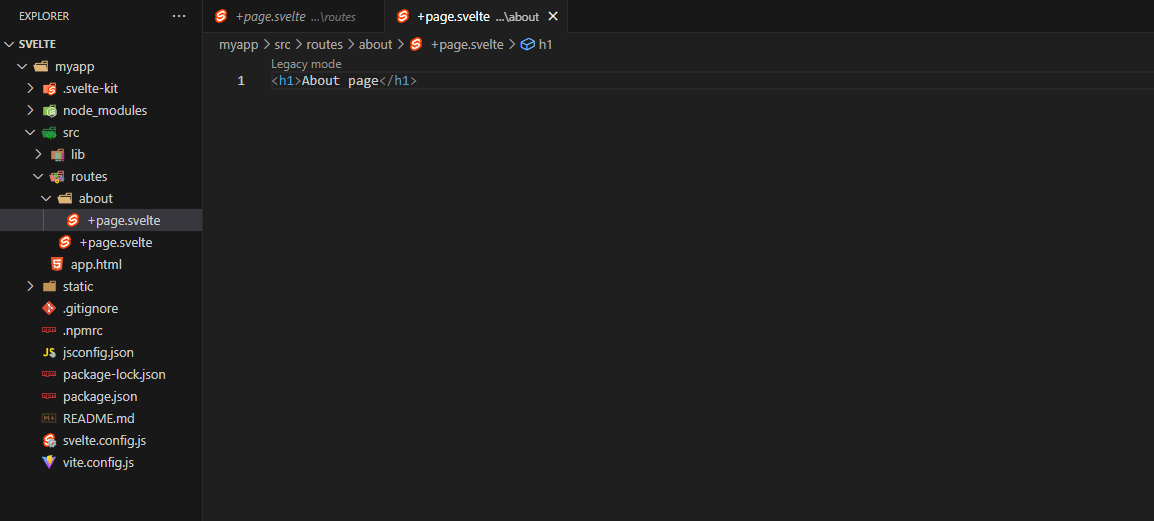 EXPLORER ···
SVELTE
myapp
.svelte-kit
node_modules
src
lib
routes
about
+page.svelte
+page.svelte
app.html
static
.gitignore
.npmrc
JS jsconfig.json
package-lock.json
package.json
README.md
svelte.config.js
vite.config.js
+page.svelte ...\routes
+page.svelte ...\about
myapp > src > routes > about > +page.svelte > h1
Legacy mode
1 <h1>About page</h1>